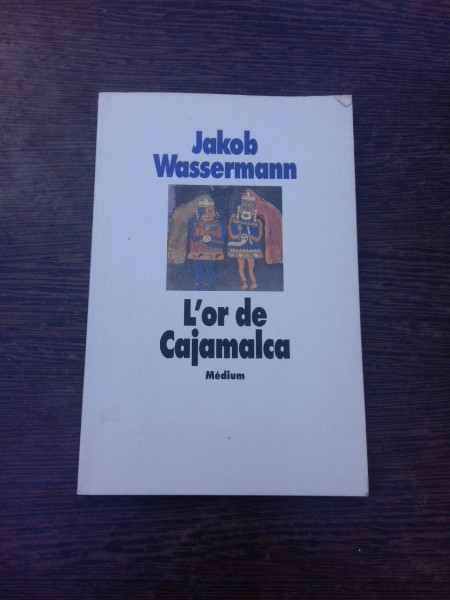 Jakob
Wassermann
L'or de
Cajamalca
Médium